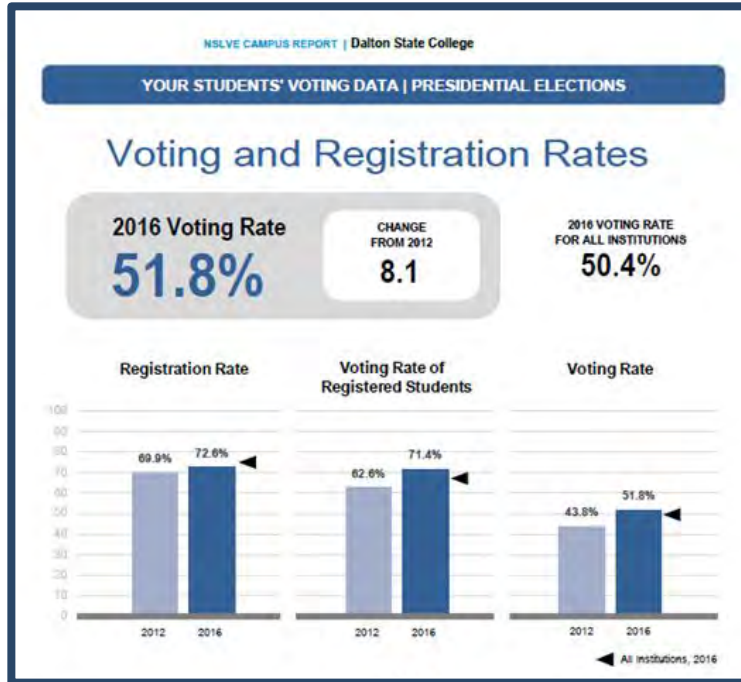 NSLVE CAMPUS REPORT | Dalton State College
YOUR STUDENTS' VOTING DATA | PRESIDENTIAL ELECTIONS
Voting and Registration Rates
2016 Voting Rate
51.8%
CHANGE
FROM 2012
8.1
2016 VOTING RATE
FOR ALL INSTITUTIONS
50.4%
Registration Rate
100
90
80
70
60
50
40
30
20
10
0
69.9%
72.6%
2012
2016
Voting Rate of
Registered Students
62.6%
71.4%
2012
2016
Voting Rate
43.8%
51.8%
2012
2016
All Institutions, 2016